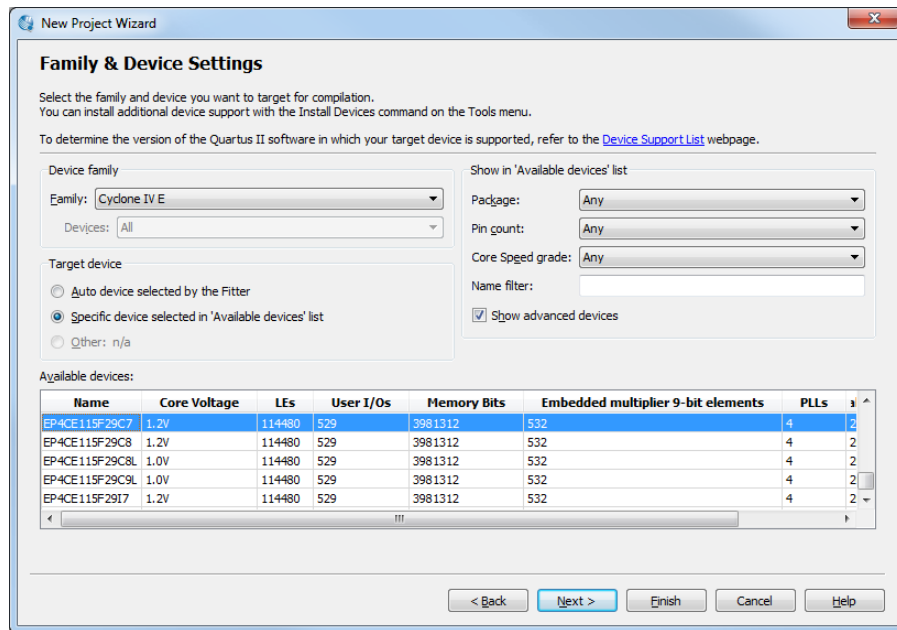 New Project Wizard
Family & Device Settings
Select the family and device you want to target for compilation.
You can install additional device support with the Install Devices command on the Tools menu.
To determine the version of the Quartus II software in which your target device is supported, refer to the Device Support List webpage.
Device family
Family: Cyclone IV E
Devices: All
Target device
Auto device selected by the Fitter
Specific device selected in 'Available devices' list
Other: n/a
Show in 'Available devices' list
Package: Any
Pin count: Any
Core Speed grade: Any
Name filter:
Show advanced devices
Available devices:
Name Core Voltage LEs User I/Os Memory Bits Embedded multiplier 9-bit elements PLLs
EP4CE115F29C7 1.2V 114480 529 3981312 532 4 2
EP4CE115F29C8 1.2V 114480 529 3981312 532 4 2
EP4CE115F29C8L 1.0V 114480 529 3981312 532 4 2
EP4CE115F29C9L 1.0V 114480 529 3981312 532 4 2
EP4CE115F29I7 1.2V 114480 529 3981312 532 4 2
< Back Next > Finish Cancel Help